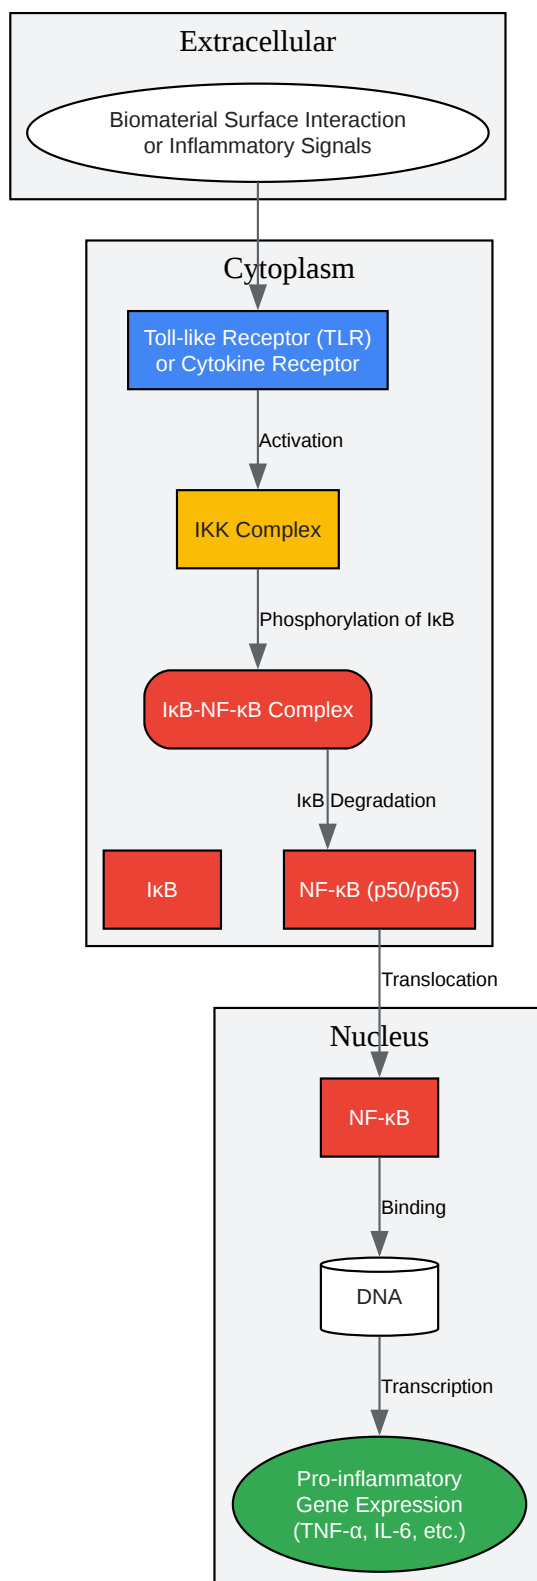 Extracellular
Biomaterial Surface Interaction
or Inflammatory Signals
Cytoplasm
Toll-like Receptor (TLR)
or Cytokine Receptor
Activation
IKK Complex
Phosphorylation of IκB
IκB-NF-κB Complex
IκB Degradation
IκB
NF-κB (p50/p65)
Translocation
Nucleus
NF-κB
Binding
DNA
Transcription
Pro-inflammatory
Gene Expression
(TNF-α, IL-6, etc.)